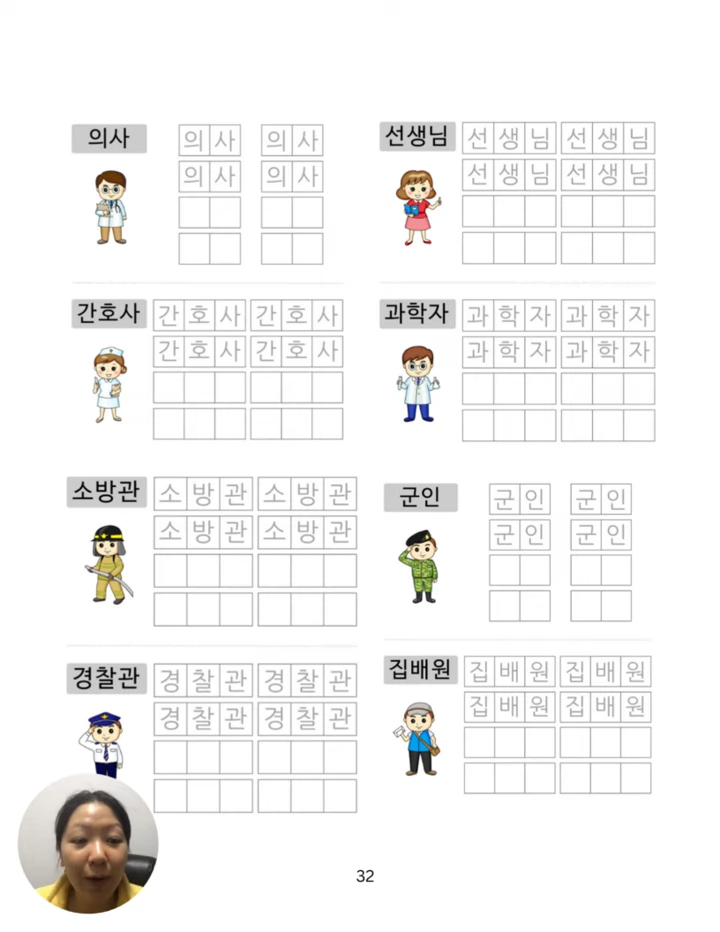 의사
의사 의사
의사 의사
선생님
선생님 선생님
선생님 선생님
간호사
간호사 간호사
간호사 간호사
과학자
과학자 과학자
과학자 과학자
소방관
소방관 소방관
소방관 소방관
군인
군인 군인
군인 군인
경찰관
경찰관 경찰관
경찰관 경찰관
집배원
집배원 집배원
집배원 집배원
32